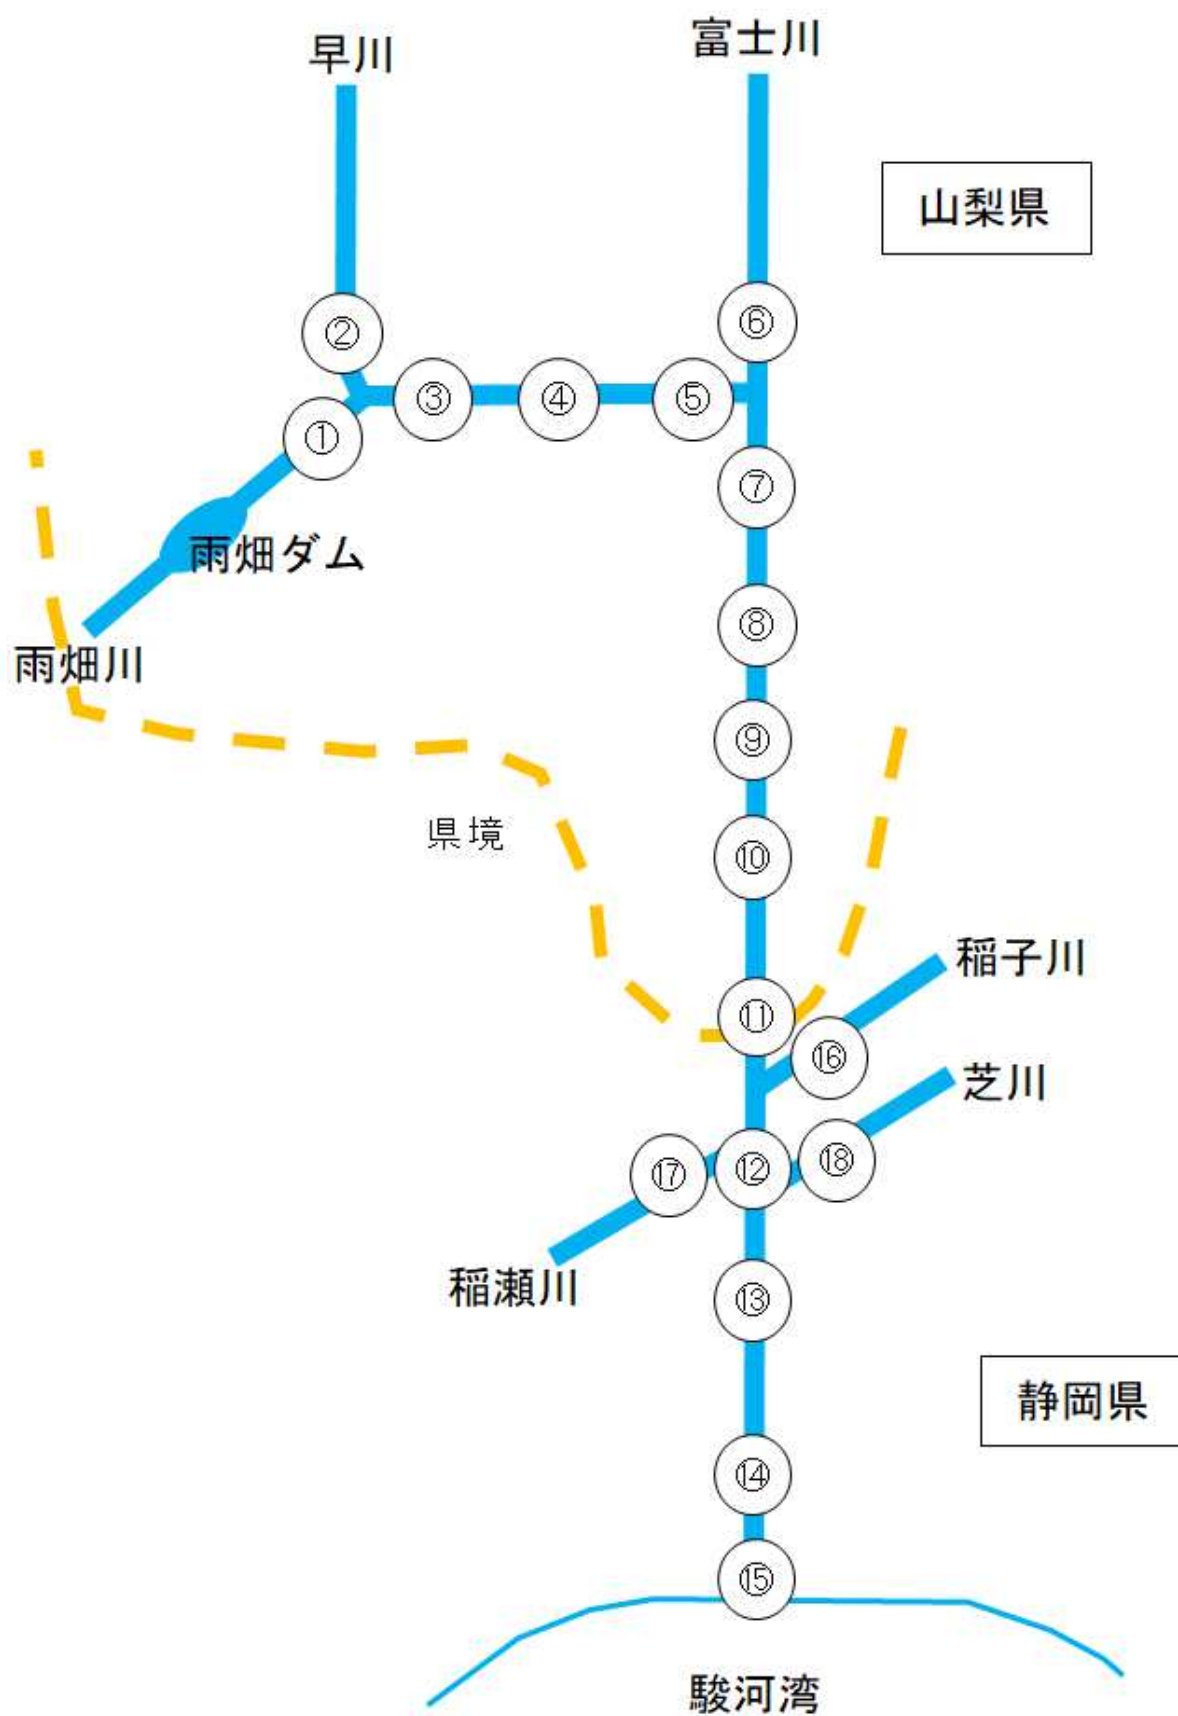 早川
富士川
山梨県
②
⑥
③
④
⑤
①
⑦
雨畑ダム
⑧
雨畑川
⑨
県境
⑩
稲子川
⑪
⑯
芝川
⑰
⑫
⑱
稲瀬川
⑬
静岡県
⑭
⑮
駿河湾